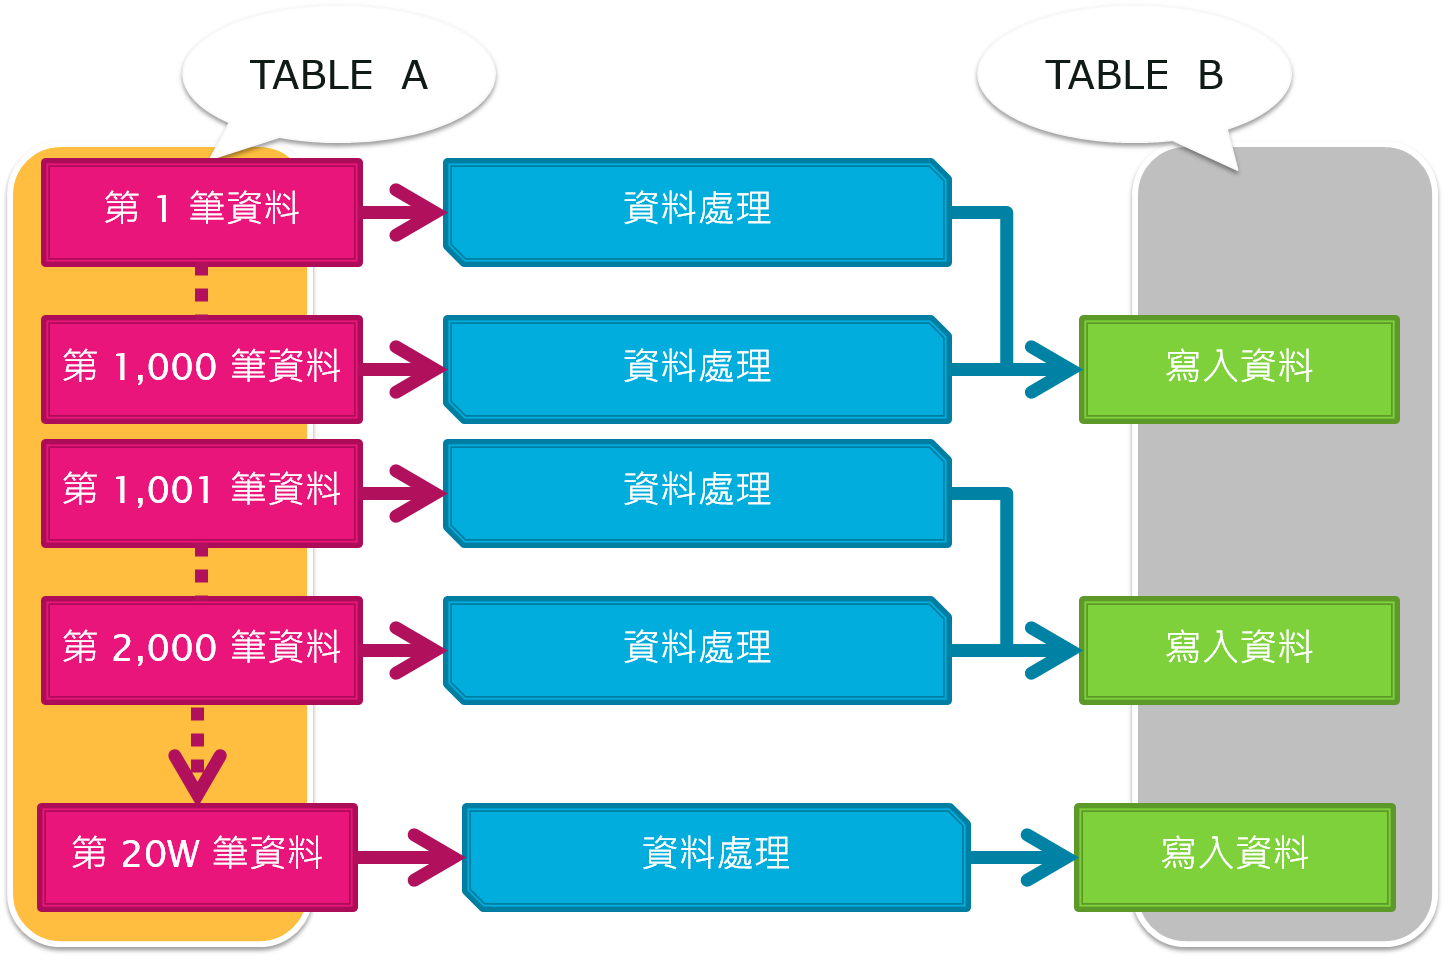 TABLE A
TABLE B
第 1 筆資料
資料處理
第 1,000 筆資料
資料處理
寫入資料
第 1,001 筆資料
資料處理
第 2,000 筆資料
資料處理
寫入資料
第 20W 筆資料
資料處理
寫入資料